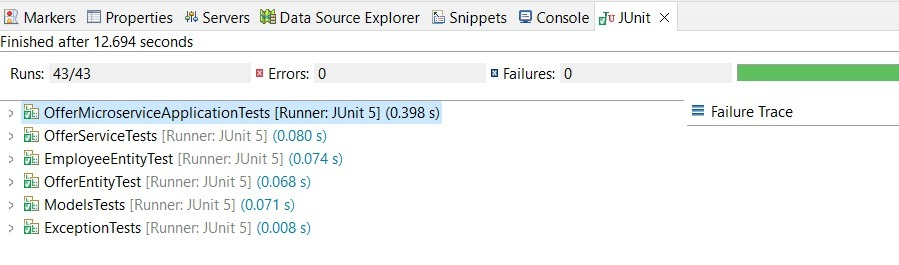 Markers Properties Servers Data Source Explorer Snippets Console JUnit
Finished after 12.694 seconds
Runs: 43/43 Errors: 0 Failures: 0
OfferMicroserviceApplicationTests [Runner: JUnit 5] (0.398 s)
Failure Trace
OfferServiceTests [Runner: JUnit 5] (0.080 s)
EmployeeEntityTest [Runner: JUnit 5] (0.074 s)
OfferEntityTest [Runner: JUnit 5] (0.068 s)
ModelsTests [Runner: JUnit 5] (0.071 s)
ExceptionTests [Runner: JUnit 5] (0.008 s)